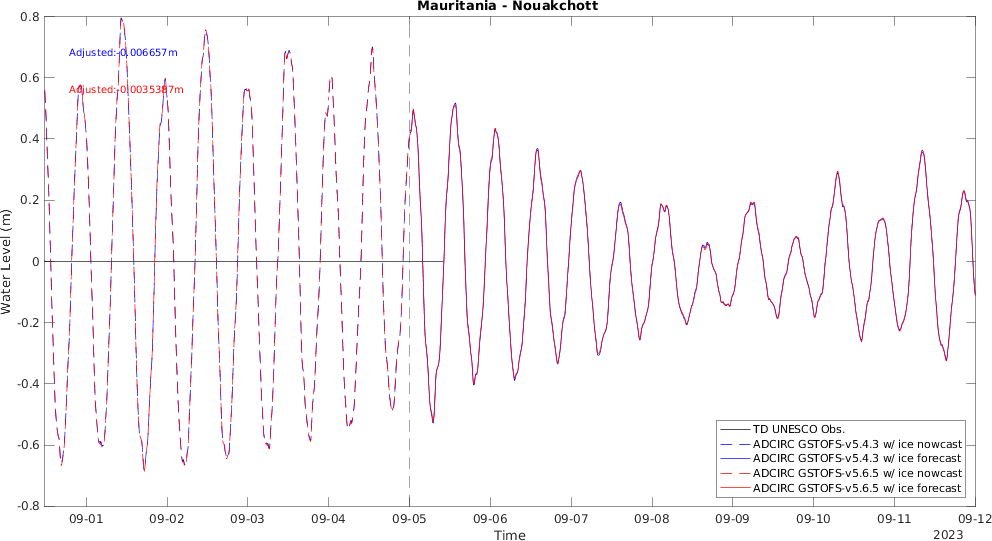 Mauritania - Nouakchott
0.8
Adjusted:-0.006657m
0.6
Adjusted:-0.0035387m
0.4
0.2
Water Level (m)
0
-0.2
-0.4
TD UNESCO Obs.
ADCIRC GSTOFS-v5.4.3 w/ ice nowcast
-0.6
ADCIRC GSTOFS-v5.4.3 w/ ice forecast
ADCIRC GSTOFS-v5.6.5 w/ ice nowcast
ADCIRC GSTOFS-v5.6.5 w/ ice forecast
-0.8
09-01 09-02 09-03 09-04 09-05 09-06 09-07 09-08 09-09 09-10 09-11 09-12
Time
2023